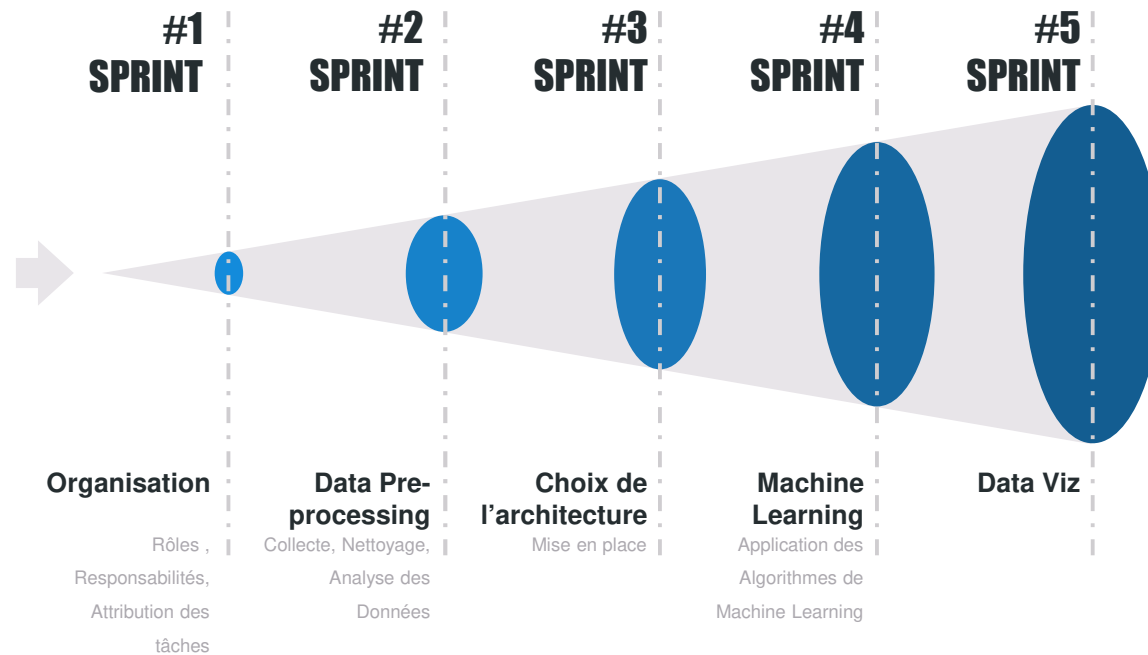 #1
SPRINT
#2
SPRINT
#3
SPRINT
#4
SPRINT
#5
SPRINT
Organisation
Rôles ,
Responsabilités,
Attribution des
tâches
Data Pre-
processing
Collecte, Nettoyage,
Analyse des
Données
Choix de
l’architecture
Mise en place
Machine
Learning
Application des
Algorithmes de
Machine Learning
Data Viz